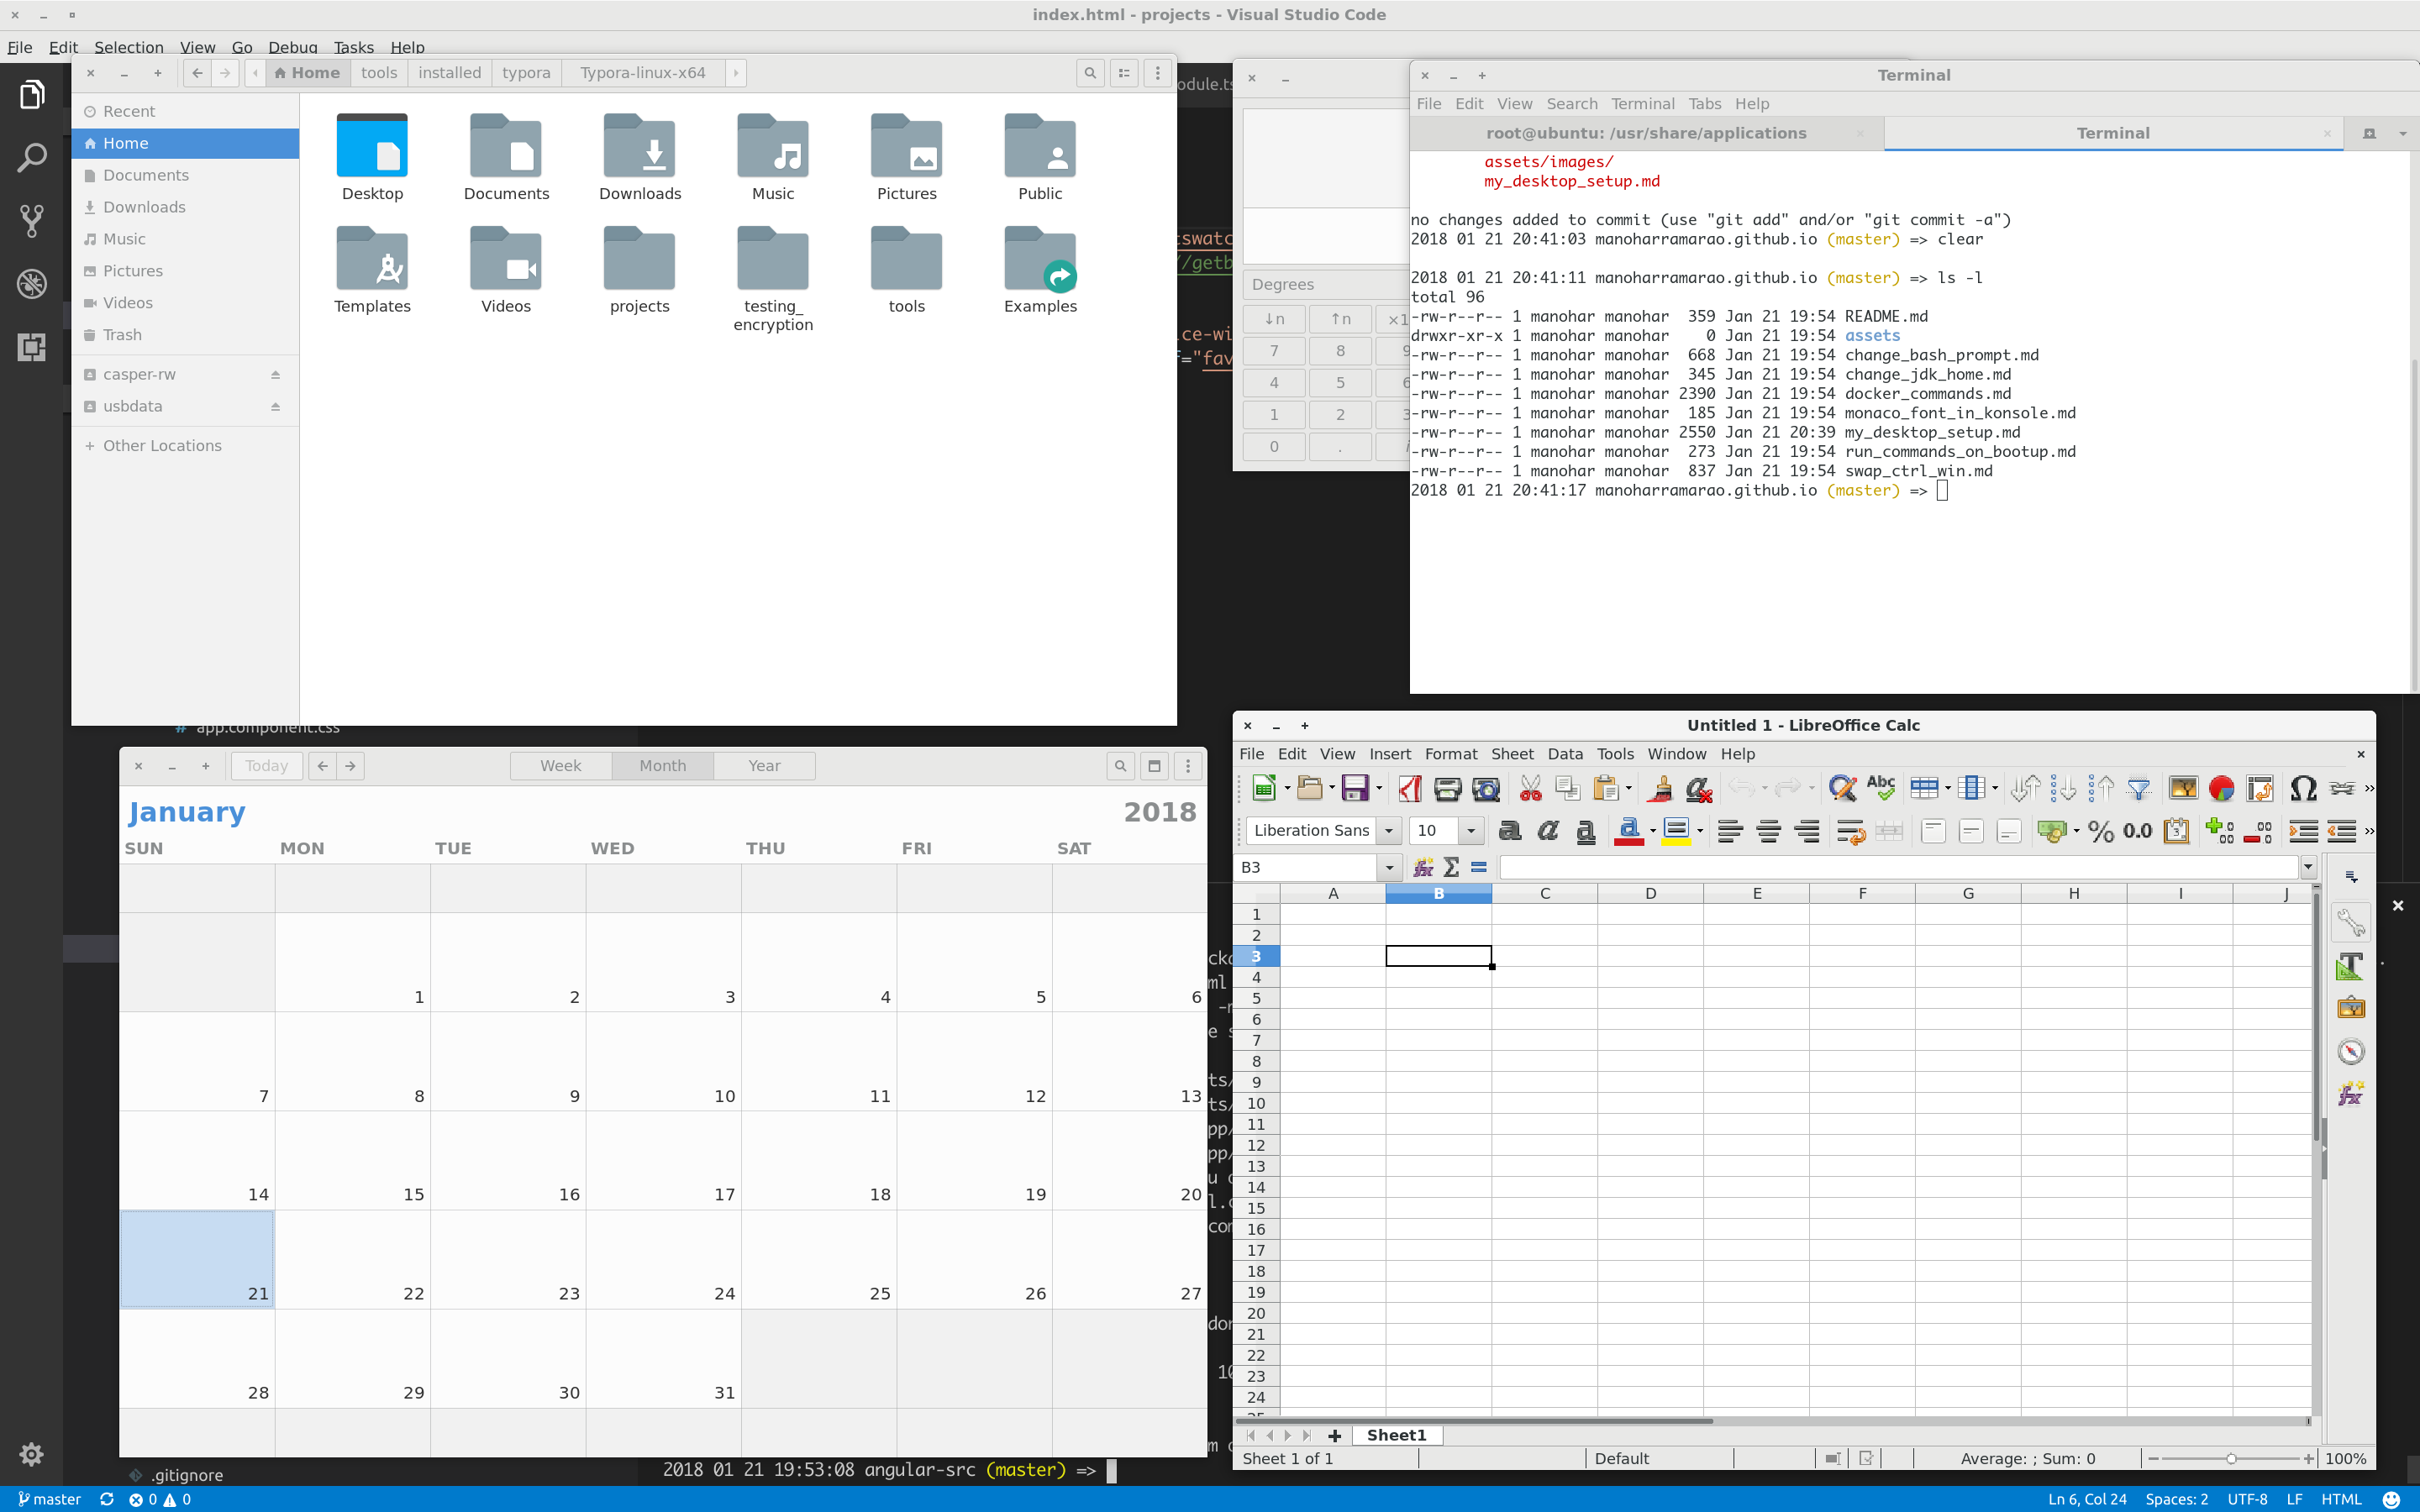 index.html - projects - Visual Studio Code
File Edit Selection View Go Debug Tasks Help
Home tools installed typora Typora-linux-x64
Recent
Home
Documents
Downloads
Music
Pictures
Videos
Trash
casper-rw
usbdata
Other Locations
Desktop Documents Downloads Music Pictures Public
Templates Videos projects testing_ tools Examples
encryption
odule.ts
tswatc
//getb
ice-wi
f="fav
Degrees
↓n ↑n ×1
7 8 9
4 5 6
1 2 3
0 .
Terminal
File Edit View Search Terminal Tabs Help
root@ubuntu: /usr/share/applications Terminal
assets/images/
my_desktop_setup.md
no changes added to commit (use "git add" and/or "git commit -a")
2018 01 21 20:41:03 manoharramarao.github.io (master) => clear
2018 01 21 20:41:11 manoharramarao.github.io (master) => ls -l
total 96
-rw-r--r-- 1 manohar manohar 359 Jan 21 19:54 README.md
drwxr-xr-x 1 manohar manohar 0 Jan 21 19:54 assets
-rw-r--r-- 1 manohar manohar 668 Jan 21 19:54 change_bash_prompt.md
-rw-r--r-- 1 manohar manohar 345 Jan 21 19:54 change_jdk_home.md
-rw-r--r-- 1 manohar manohar 2390 Jan 21 19:54 docker_commands.md
-rw-r--r-- 1 manohar manohar 185 Jan 21 19:54 monaco_font_in_konsole.md
-rw-r--r-- 1 manohar manohar 2550 Jan 21 20:39 my_desktop_setup.md
-rw-r--r-- 1 manohar manohar 273 Jan 21 19:54 run_commands_on_bootup.md
-rw-r--r-- 1 manohar manohar 837 Jan 21 19:54 swap_ctrl_win.md
2018 01 21 20:41:17 manoharramarao.github.io (master) =>
# app.component.css
Today Week Month Year
January 2018
SUN MON TUE WED THU FRI SAT
1 2 3 4 5 6
7 8 9 10 11 12 13
14 15 16 17 18 19 20
21 22 23 24 25 26 27
28 29 30 31
Untitled 1 - LibreOffice Calc
File Edit View Insert Format Sheet Data Tools Window Help
Abc
Liberation Sans 10
B3
A B C D E F G H I J
1
2
3
4
5
6
7
8
9
10
11
12
13
14
15
16
17
18
19
20
21
22
23
24
Sheet1
Sheet 1 of 1 Default Average: ; Sum: 0 100%
.gitignore
2018 01 21 19:53:08 angular-src (master) =>
master 0 0 Ln 6, Col 24 Spaces: 2 UTF-8 LF HTML